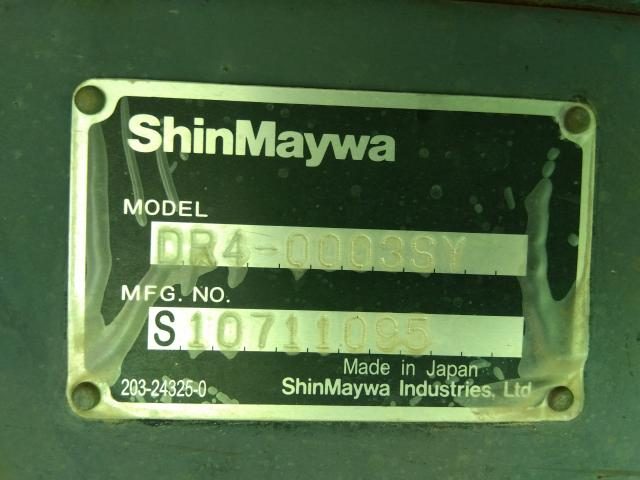 ShinMaywa
MODEL
DR4-0003SY
MFG. NO.
S10711095
Made in Japan
203-24325-0 ShinMaywa Industries, Ltd